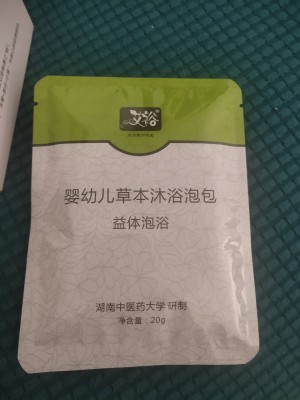 艾浴
婴幼儿草本沐浴泡包
益体泡浴
湖南中医药大学 研制
净含量：20g